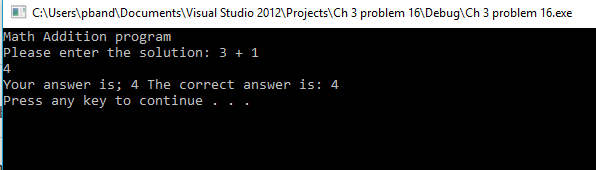 C:\Users\pband\Documents\Visual Studio 2012\Projects\Ch 3 problem 16\Debug\Ch 3 problem 16.exe
Math Addition program
Please enter the solution: 3 + 1
4
Your answer is; 4 The correct answer is: 4
Press any key to continue . . .